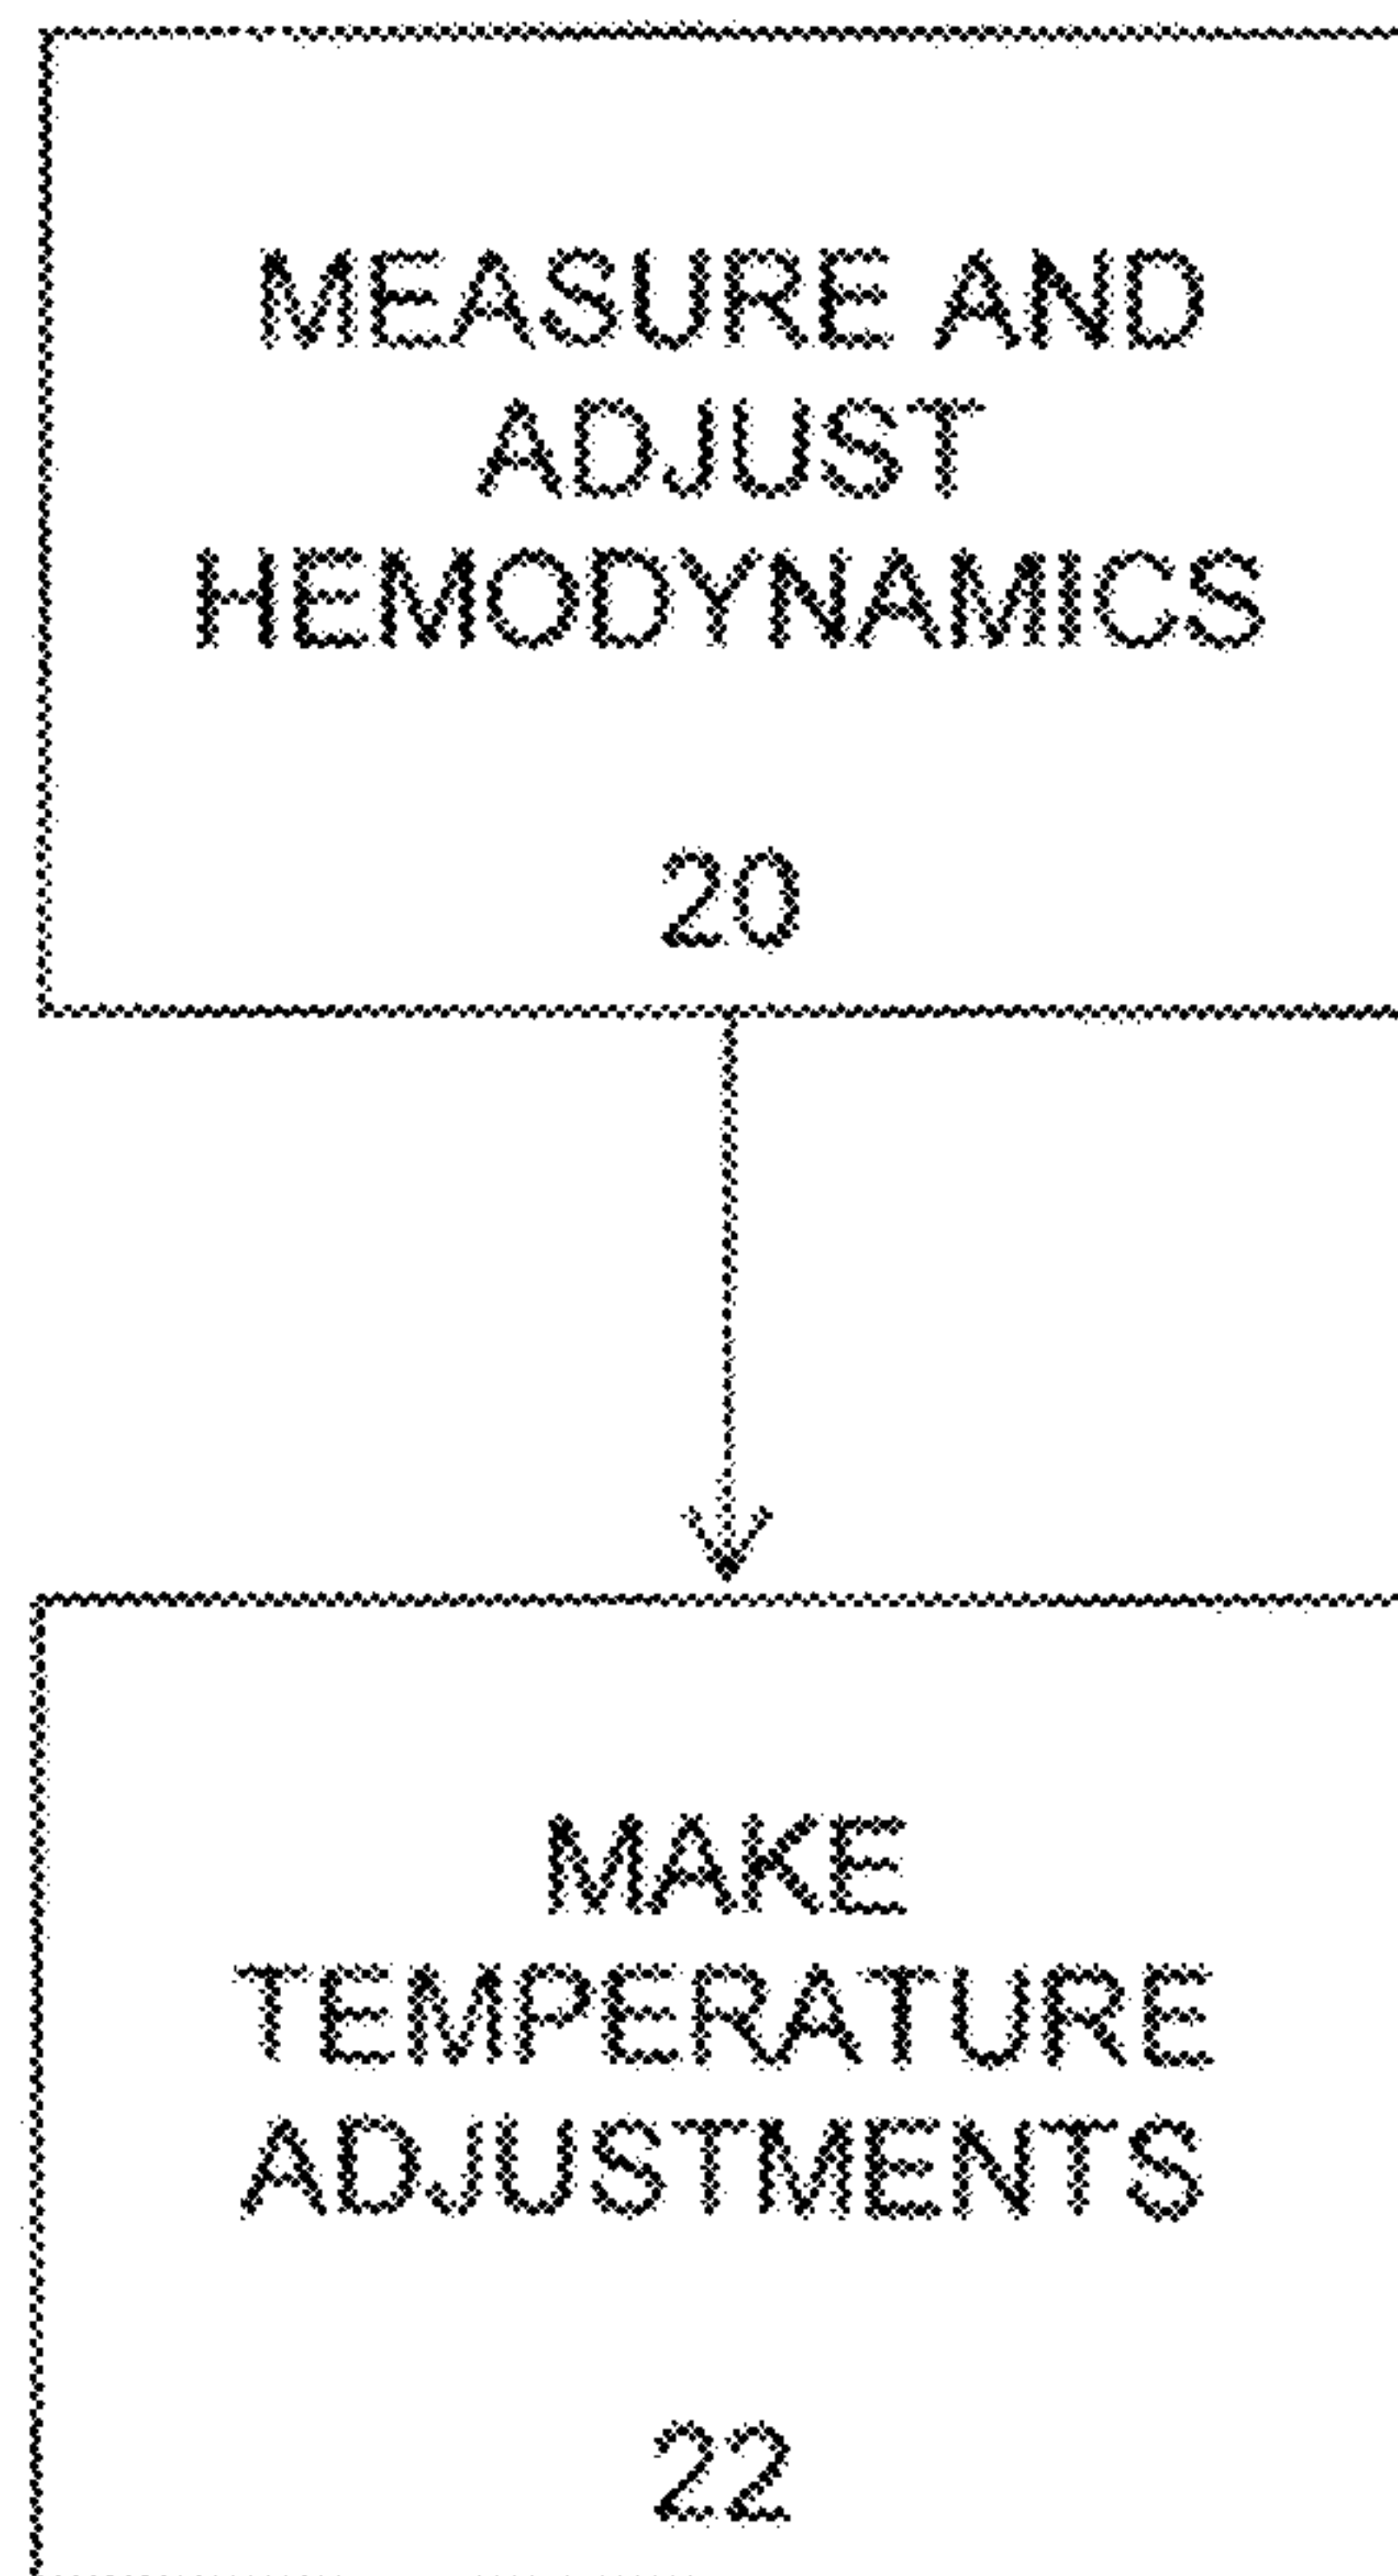 MEASURE AND
ADJUST
HEMODYNAMICS
20
MAKE
TEMPERATURE
ADJUSTMENTS
22